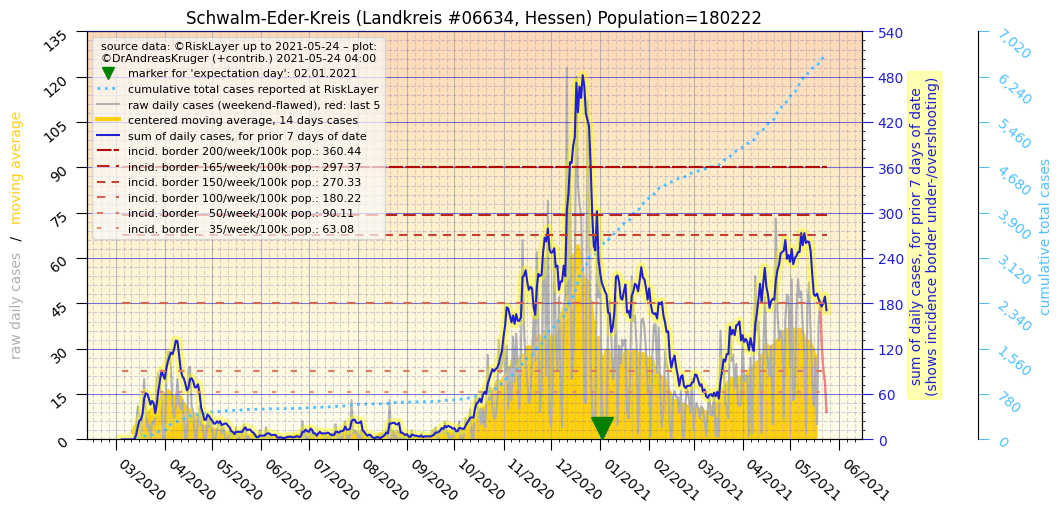 Schwalm-Eder-Kreis (Landkreis #06634, Hessen) Population=180222
source data: ©RiskLayer up to 2021-05-24 – plot:
©DrAndreasKruger (+contrib.) 2021-05-24 04:00
marker for 'expectation day': 02.01.2021
cumulative total cases reported at RiskLayer
raw daily cases (weekend-flawed), red: last 5
centered moving average, 14 days cases
sum of daily cases, for prior 7 days of date
incid. border 200/week/100k pop.: 360.44
incid. border 165/week/100k pop.: 297.37
incid. border 150/week/100k pop.: 270.33
incid. border 100/week/100k pop.: 180.22
incid. border   50/week/100k pop.: 90.11
incid. border   35/week/100k pop.: 63.08
raw daily cases / moving average
135
120
105
90
75
60
45
30
15
0
03/2020
04/2020
05/2020
06/2020
07/2020
08/2020
09/2020
10/2020
11/2020
12/2020
01/2021
02/2021
03/2021
04/2021
05/2021
06/2021
540
480
420
360
300
240
180
120
60
0
sum of daily cases, for prior 7 days of date
(shows incidence border under-/overshooting)
7,020
6,240
5,460
4,680
3,900
3,120
2,340
1,560
780
0
cumulative total cases